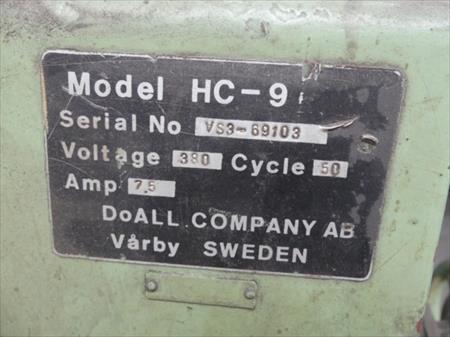 Model HC-9
Serial No VS3-69103
Voltage 380 Cycle 50
Amp 7.5
DoALL COMPANY AB
Vårby SWEDEN